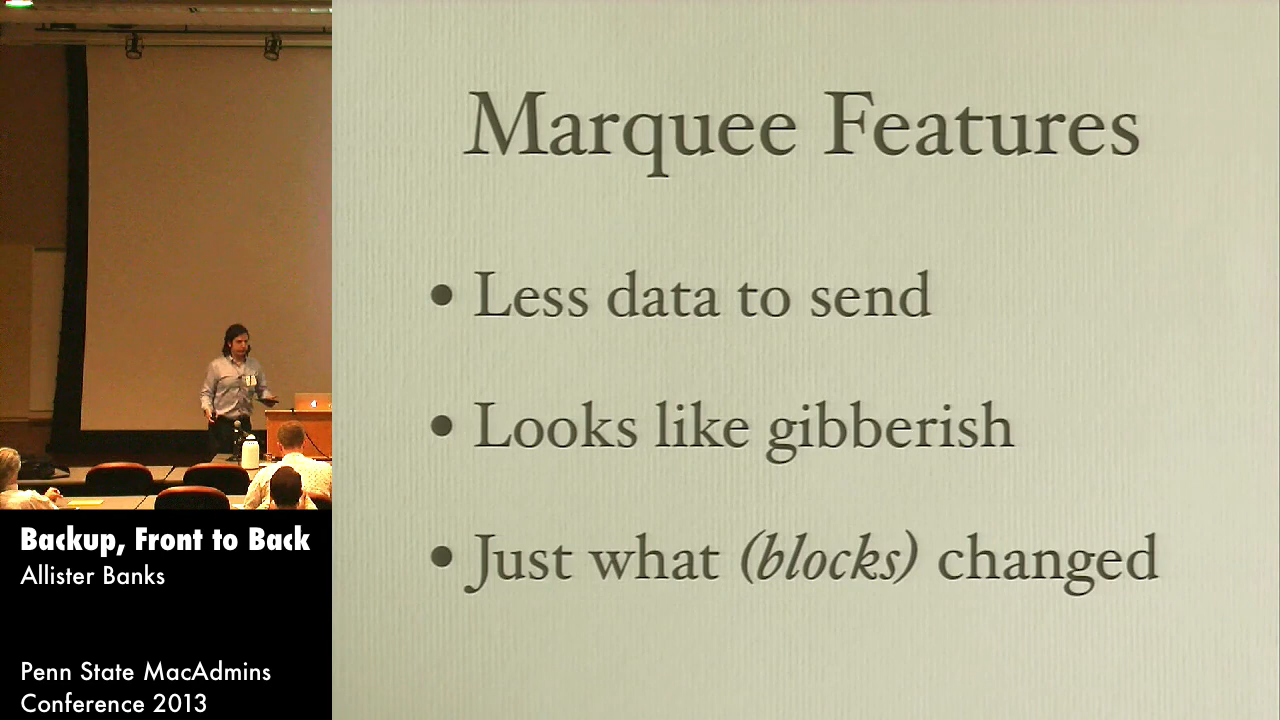 Marquee Features
• Less data to send
• Looks like gibberish
• Just what (blocks) changed
Backup, Front to Back
Allister Banks
Penn State MacAdmins
Conference 2013